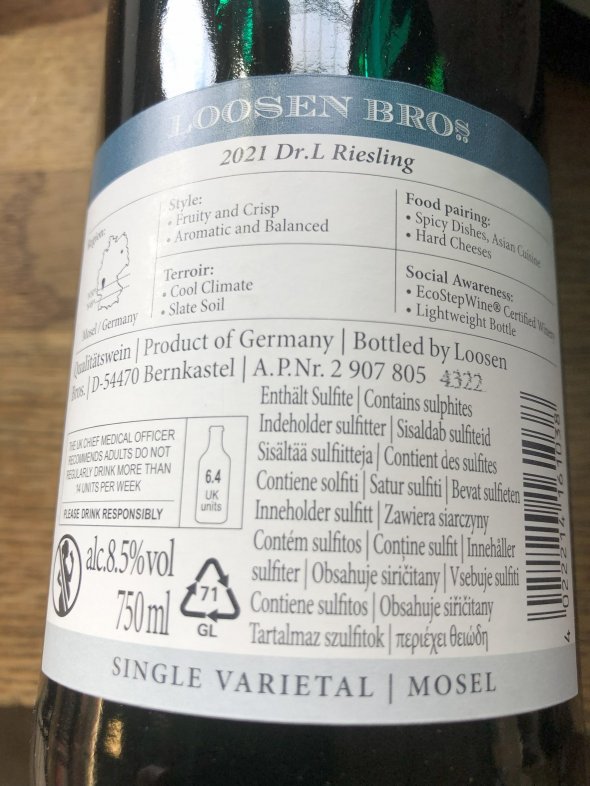 LOOSEN BROS
2021 Dr.L Riesling
Region:
Mosel / Germany
Style:
• Fruity and Crisp
• Aromatic and Balanced
Terroir:
• Cool Climate
• Slate Soil
Food pairing:
• Spicy Dishes, Asian Cuisine
• Hard Cheeses
Social Awareness:
• EcoStepWine® Certified
• Lightweight Bottle
Qualitätswein | Product of Germany | Bottled by Loosen
Bros. | D-54470 Bernkastel | A.P.Nr. 2 907 805 4322
THE UK CHIEF MEDICAL OFFICER
RECOMMENDS ADULTS DO NOT
REGULARLY DRINK MORE THAN
14 UNITS PER WEEK
PLEASE DRINK RESPONSIBLY
6.4
UK
units
alc.8.5%vol
750ml
71
GL
Enthält Sulfite | Contains sulphites
Indeholder sulfitter | Sisaldab sulfiteid
Sisältää sulfiitteja | Contient des sulfites
Contiene solfiti | Satur sulfiti | Bevat sulfieten
Inneholder sulfitt | Zawiera siarczyny
Contém sulfitos | Conține sulfit | Innehåller
sulfiter | Obsahuje siričitany | Vsebuje sulfiti
Contiene sulfitos | Obsahuje siřičitany
Tartalmaz szulfitok | περιέχει θειώδη
SINGLE VARIETAL | MOSEL